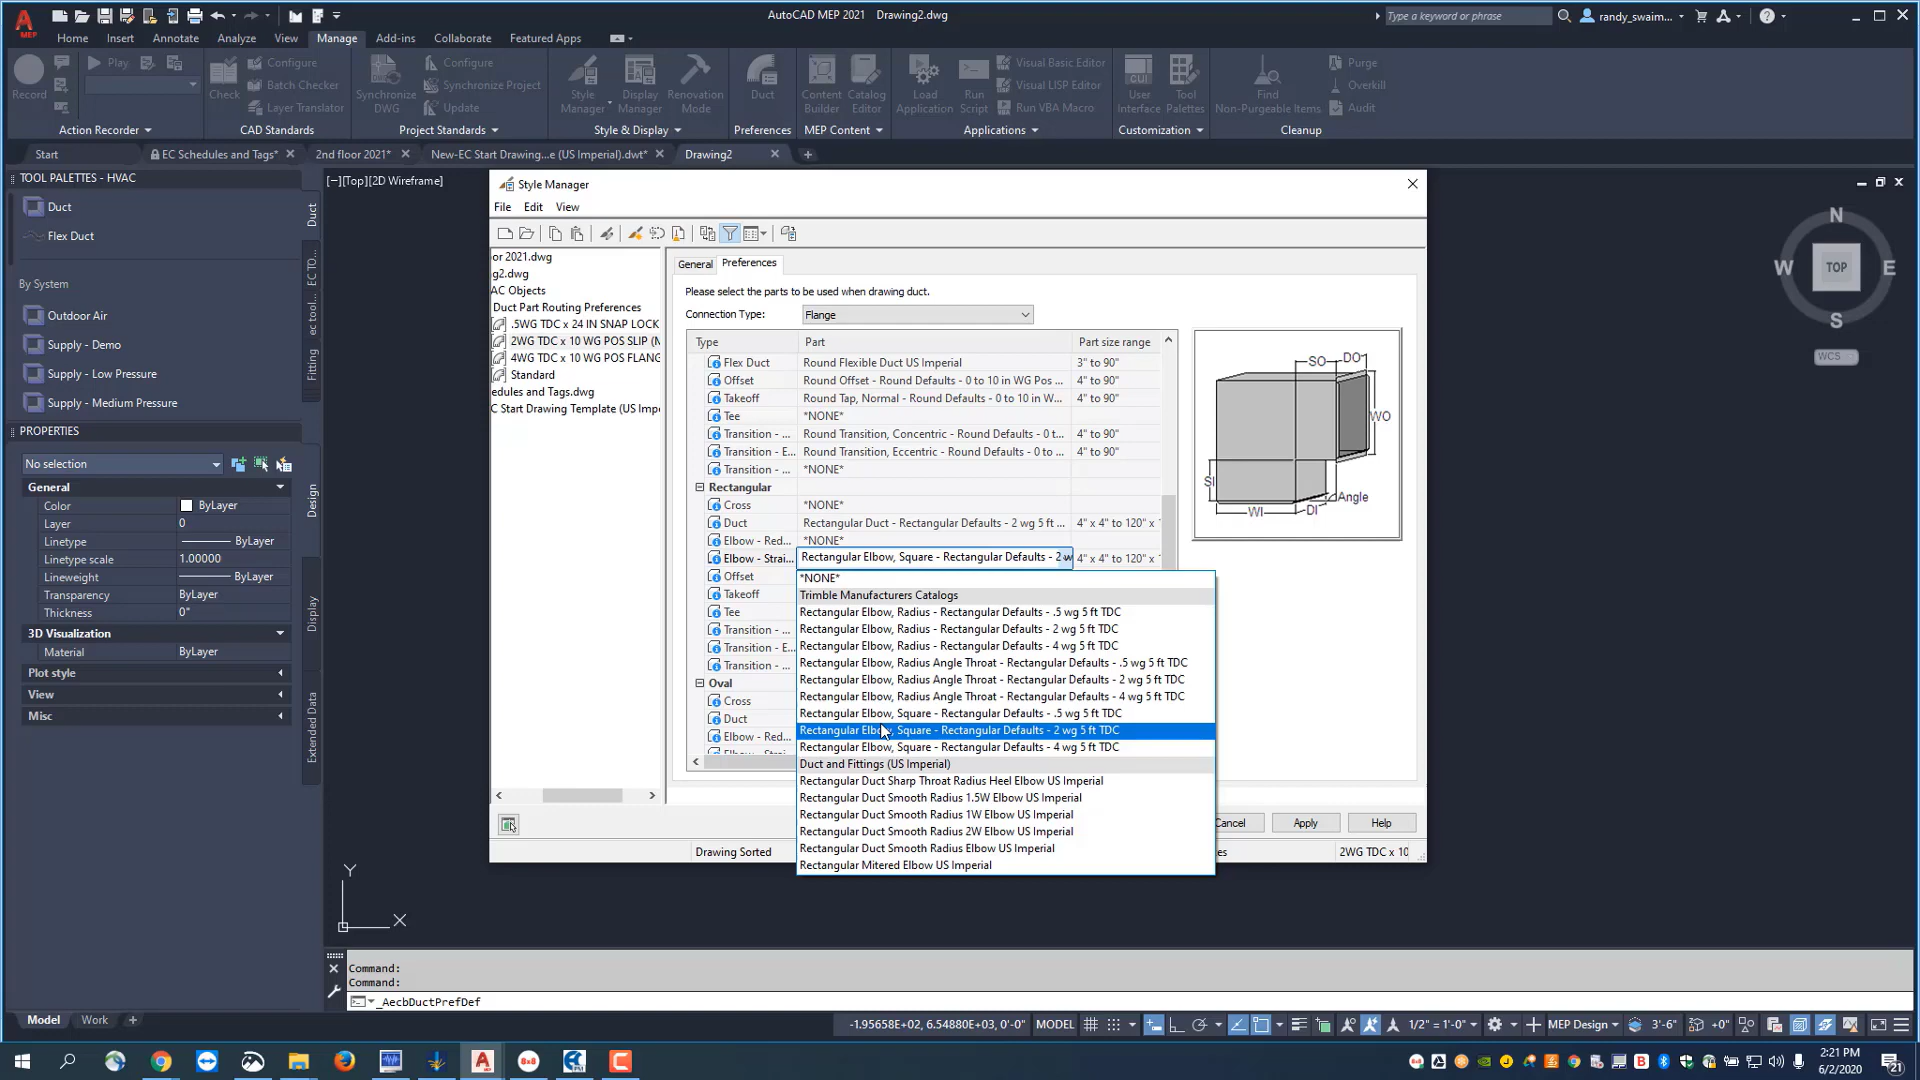 AutoCAD MEP 2021 Drawing2.dwg
Type a keyword or phrase
randy_swaim...
MEP
Home Insert Annotate Analyze View Manage Add-ins Collaborate Featured Apps
Record
Play
Check
Configure
Batch Checker
Layer Translator
Synchronize DWG
Configure
Synchronize Project
Update
Style Manager
Display Manager
Renovation Mode
Duct
Content Builder
Catalog Editor
Load Application
Run Script
Visual Basic Editor
Visual LISP Editor
Run VBA Macro
CUI
User Interface
Tool Palettes
Find Non-Purgeable Items
Purge
Overkill
Audit
Action Recorder
CAD Standards
Project Standards
Style & Display
Preferences
MEP Content
Applications
Customization
Cleanup
Start
EC Schedules and Tags*
2nd floor 2021*
New-EC Start Drawing...e (US Imperial).dwt*
Drawing2
TOOL PALETTES - HVAC
Duct
Flex Duct
By System
Outdoor Air
Supply - Demo
Supply - Low Pressure
Supply - Medium Pressure
Duct
EC TO...
ec tool...
Fitting
PROPERTIES
No selection
General
Color ByLayer
Layer 0
Linetype ByLayer
Linetype scale 1.00000
Lineweight ByLayer
Transparency ByLayer
Thickness 0"
3D Visualization
Material ByLayer
Plot style
View
Misc
Design
Display
Extended Data
[−][Top][2D Wireframe]
N
W TOP E
S
WCS
Style Manager
File Edit View
or 2021.dwg
g2.dwg
AC Objects
Duct Part Routing Preferences
.5WG TDC x 24 IN SNAP LOCK
2WG TDC x 10 WG POS SLIP (M
4WG TDC x 10 WG POS FLANG
Standard
edules and Tags.dwg
C Start Drawing Template (US Impe
General Preferences
Please select the parts to be used when drawing duct.
Connection Type: Flange
Type Part Part size range
Flex Duct Round Flexible Duct US Imperial 3" to 90"
Offset Round Offset - Round Defaults - 0 to 10 in WG Pos ... 4" to 90"
Takeoff Round Tap, Normal - Round Defaults - 0 to 10 in W... 4" to 90"
Tee *NONE*
Transition - ... Round Transition, Concentric - Round Defaults - 0 t... 4" to 90"
Transition - E... Round Transition, Eccentric - Round Defaults - 0 to ... 4" to 90"
Transition - ... *NONE*
Rectangular
Cross *NONE*
Duct Rectangular Duct - Rectangular Defaults - 2 wg 5 ft ... 4" x 4" to 120" x
Elbow - Red... *NONE*
Elbow - Strai... Rectangular Elbow, Square - Rectangular Defaults - 2 w 4" x 4" to 120" x
Offset
Takeoff
Tee
Transition - ...
Transition - E...
Transition - ...
Oval
Cross
Duct
Elbow - Red...
*NONE*
Trimble Manufacturers Catalogs
Rectangular Elbow, Radius - Rectangular Defaults - .5 wg 5 ft TDC
Rectangular Elbow, Radius - Rectangular Defaults - 2 wg 5 ft TDC
Rectangular Elbow, Radius - Rectangular Defaults - 4 wg 5 ft TDC
Rectangular Elbow, Radius Angle Throat - Rectangular Defaults - .5 wg 5 ft TDC
Rectangular Elbow, Radius Angle Throat - Rectangular Defaults - 2 wg 5 ft TDC
Rectangular Elbow, Radius Angle Throat - Rectangular Defaults - 4 wg 5 ft TDC
Rectangular Elbow, Square - Rectangular Defaults - .5 wg 5 ft TDC
Rectangular Elbow, Square - Rectangular Defaults - 2 wg 5 ft TDC
Rectangular Elbow, Square - Rectangular Defaults - 4 wg 5 ft TDC
Duct and Fittings (US Imperial)
Rectangular Duct Sharp Throat Radius Heel Elbow US Imperial
Rectangular Duct Smooth Radius 1.5W Elbow US Imperial
Rectangular Duct Smooth Radius 1W Elbow US Imperial
Rectangular Duct Smooth Radius 2W Elbow US Imperial
Rectangular Duct Smooth Radius Elbow US Imperial
Rectangular Mitered Elbow US Imperial
SO DO
WO
SI
Angle
WI DI
Cancel Apply Help
Drawing Sorted
2WG TDC x 10
Y
X
Command:
Command:
_AecbDuctPrefDef
Model Work +
-1.95658E+02, 6.54880E+03, 0'-0" MODEL
1/2" = 1'-0"
MEP Design
3'-6"
+0"
8x8
2:21 PM
6/2/2020
21